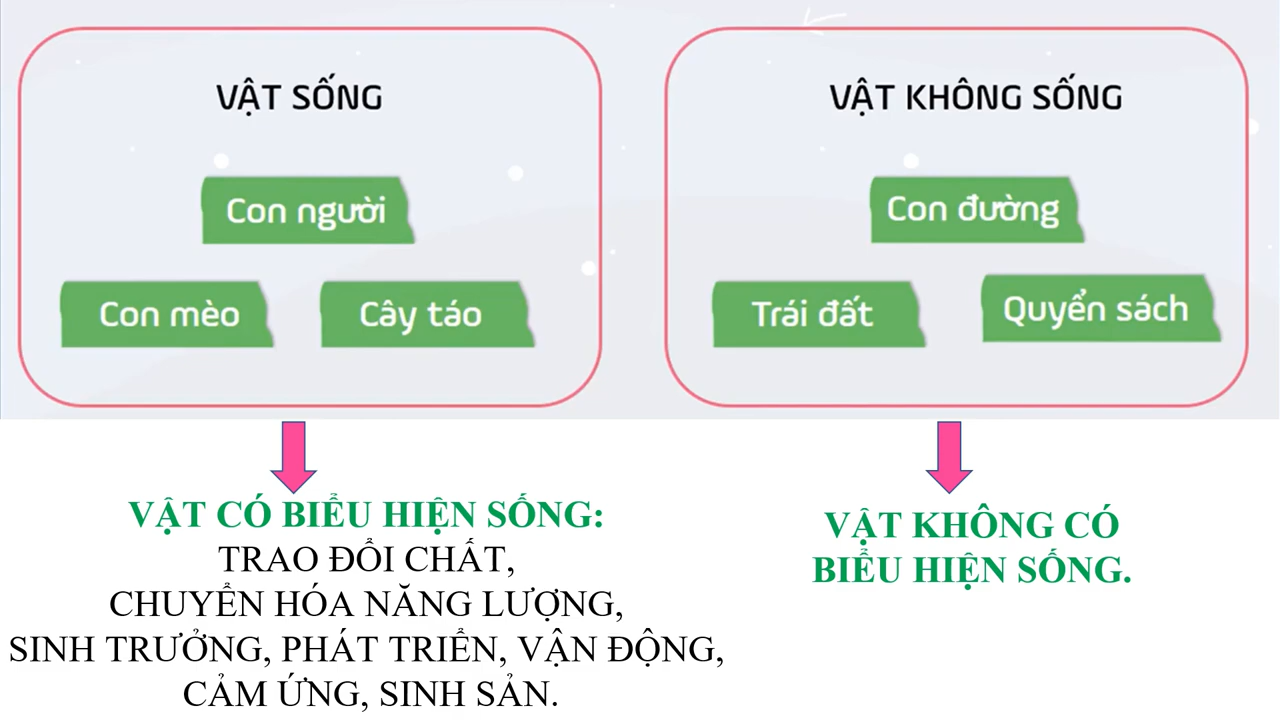 VẬT SỐNG
Con người
Con mèo
Cây táo
VẬT KHÔNG SỐNG
Con đường
Trái đất
Quyển sách
VẬT CÓ BIỂU HIỆN SỐNG:
TRAO ĐỔI CHẤT,
CHUYỂN HÓA NĂNG LƯỢNG,
SINH TRƯỞNG, PHÁT TRIỂN, VẬN ĐỘNG,
CẢM ỨNG, SINH SẢN.
VẬT KHÔNG CÓ
BIỂU HIỆN SỐNG.